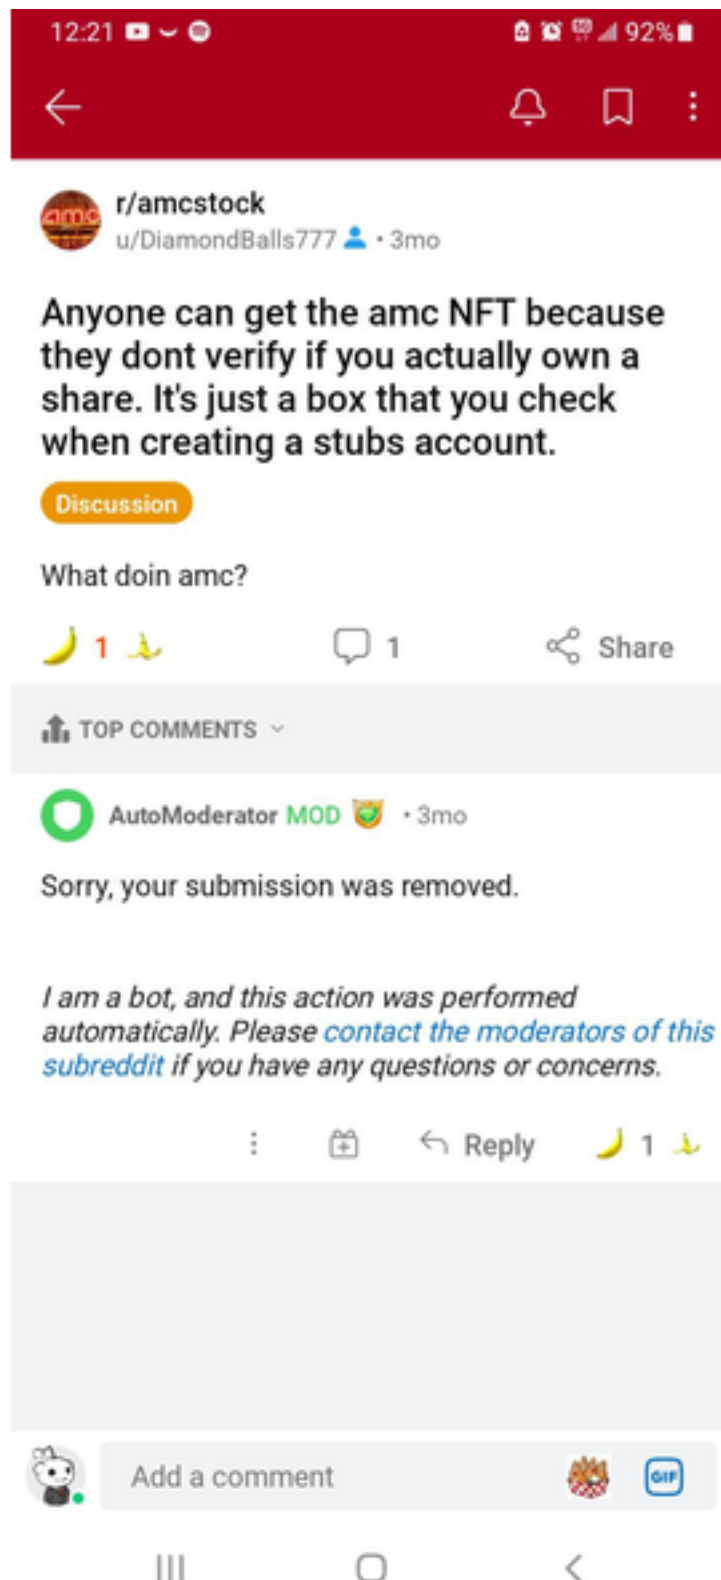 12:21
92%
amc
r/amcstock
u/DiamondBalls777 • 3mo
Anyone can get the amc NFT because
they dont verify if you actually own a
share. It's just a box that you check
when creating a stubs account.
Discussion
What doin amc?
1
1
Share
TOP COMMENTS
AutoModerator MOD • 3mo
Sorry, your submission was removed.
I am a bot, and this action was performed
automatically. Please contact the moderators of this
subreddit if you have any questions or concerns.
Reply
1
Add a comment
GIF